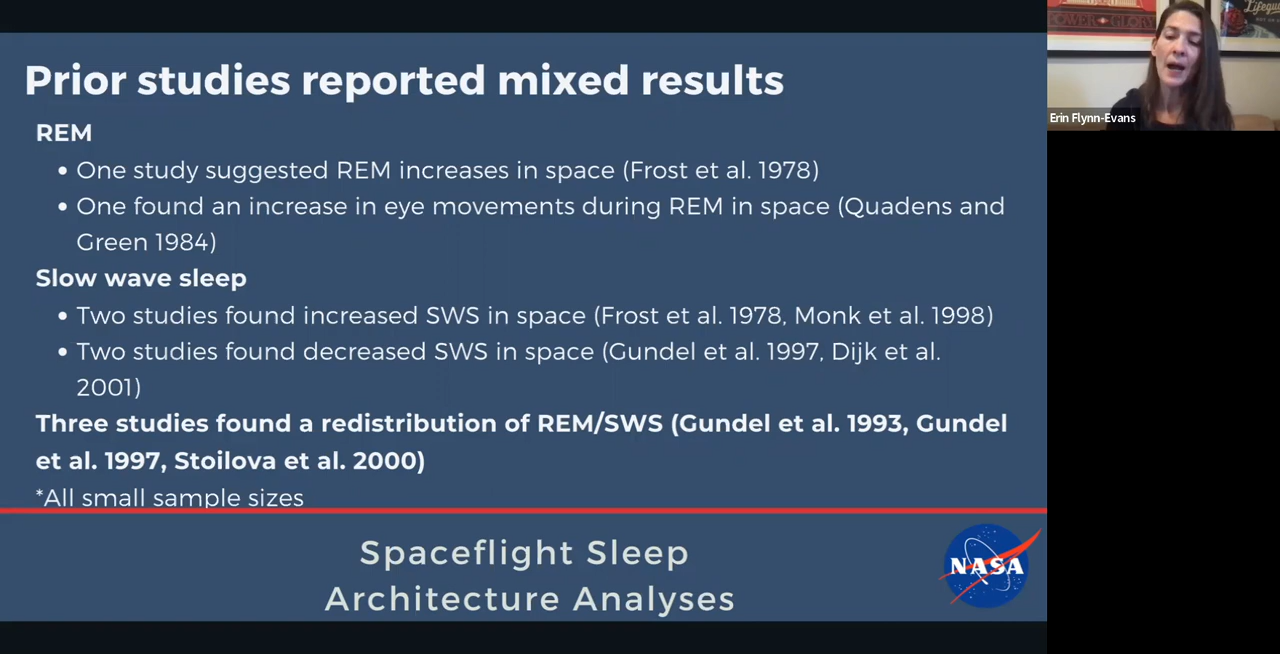 Prior studies reported mixed results
REM
• One study suggested REM increases in space (Frost et al. 1978)
• One found an increase in eye movements during REM in space (Quadens and
Green 1984)
Slow wave sleep
• Two studies found increased SWS in space (Frost et al. 1978, Monk et al. 1998)
• Two studies found decreased SWS in space (Gundel et al. 1997, Dijk et al.
2001)
Three studies found a redistribution of REM/SWS (Gundel et al. 1993, Gundel
et al. 1997, Stoilova et al. 2000)
*All small sample sizes
Spaceflight Sleep
Architecture Analyses
NASA
POWER & GLORY
Erin Flynn-Evans